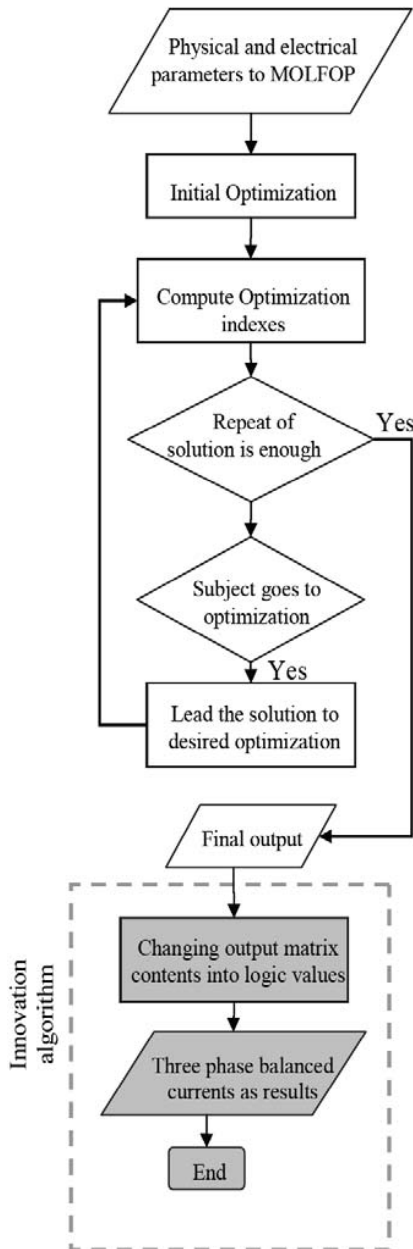 Physical and electrical
parameters to MOLFOP
Initial Optimization
Compute Optimization
indexes
Repeat of
solution is enough
Yes
Subject goes to
optimization
Yes
Lead the solution to
desired optimization
Final output
Innovation
algorithm
Changing output matrix
contents into logic values
Three phase balanced
currents as results
End